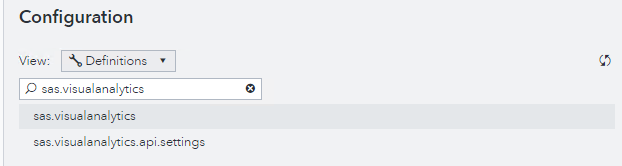 Configuration
View: Definitions
sas.visualanalytics
sas.visualanalytics
sas.visualanalytics.api.settings